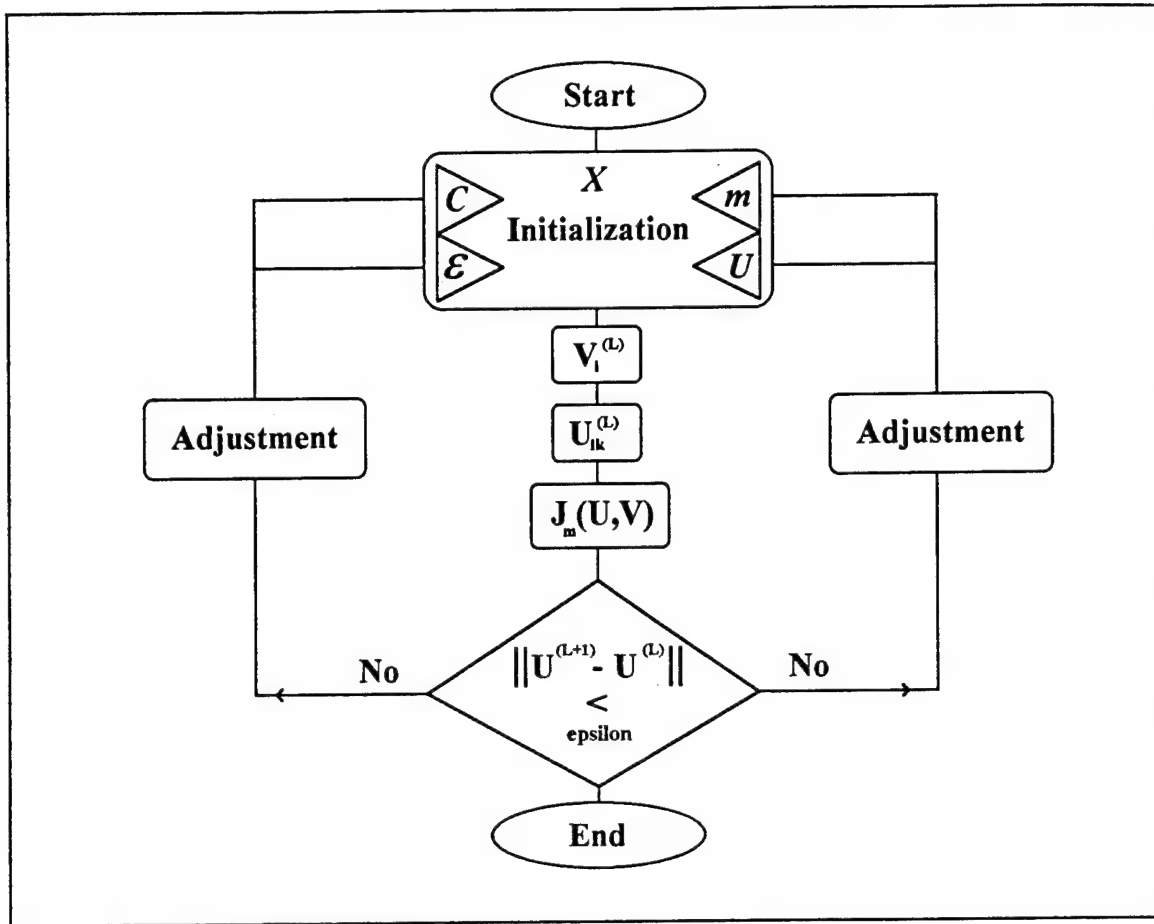 Start
X
C
m
Initialization
ε
U
V_i^(L)
Adjustment
U_ik^(L)
Adjustment
J_m(U,V)
||U^(L+1) - U^(L)||
No
No
<
epsilon
End